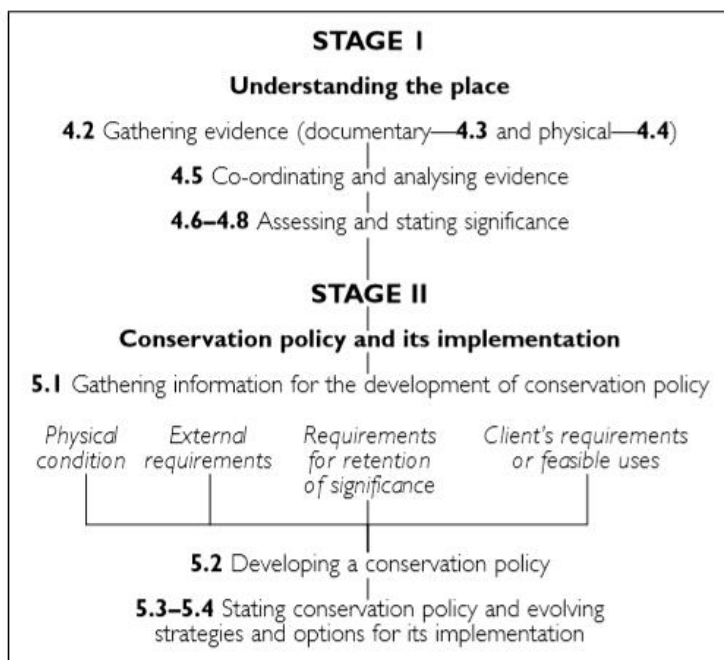 STAGE I
Understanding the place
4.2 Gathering evidence (documentary—4.3 and physical—4.4)
4.5 Co-ordinating and analysing evidence
4.6–4.8 Assessing and stating significance
STAGE II
Conservation policy and its implementation
5.1 Gathering information for the development of conservation policy
Physical condition
External requirements
Requirements for retention of significance
Client's requirements or feasible uses
5.2 Developing a conservation policy
5.3–5.4 Stating conservation policy and evolving
strategies and options for its implementation